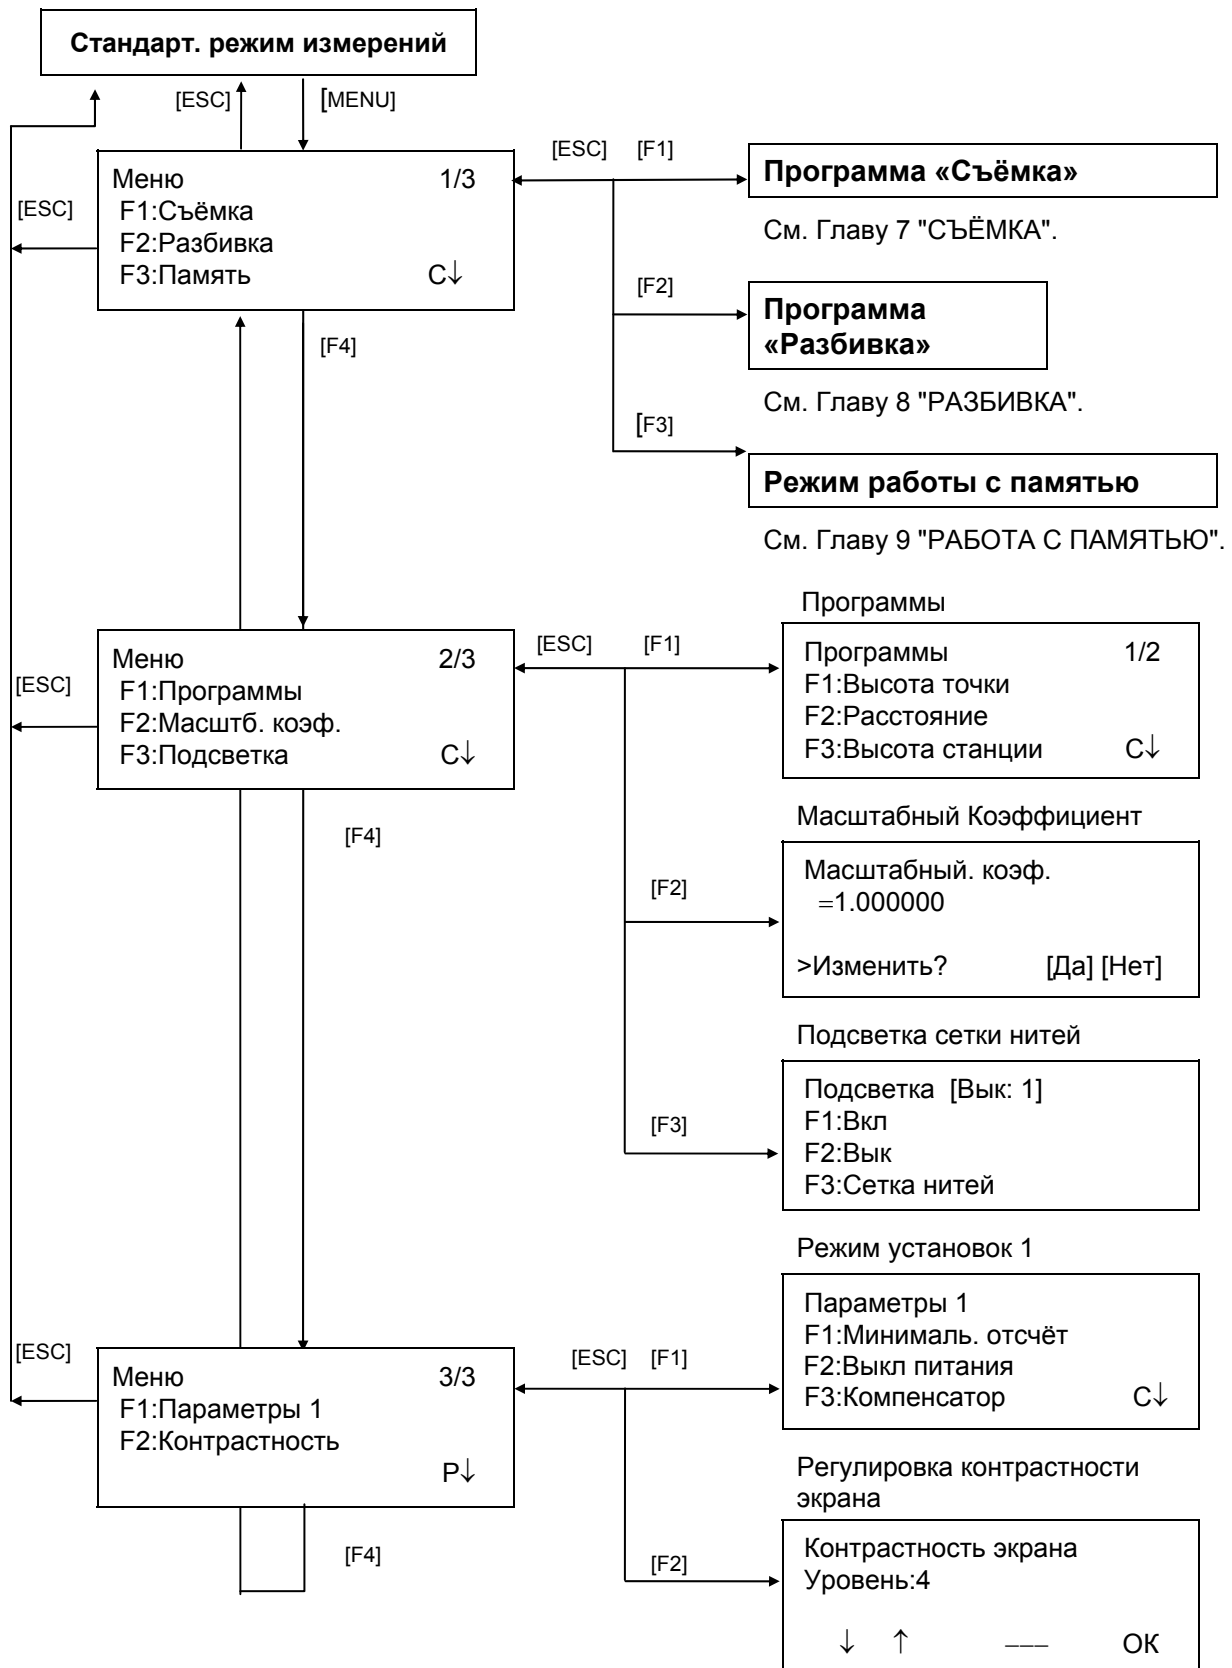 Стандарт. режим измерений
[ESC] [MENU]
[ESC] [F1]
Меню 1/3
F1:Съёмка
F2:Разбивка
F3:Память С↓
[ESC]
Программа «Съёмка»
См. Главу 7 "СЪЁМКА".
[F2]
Программа
«Разбивка»
См. Главу 8 "РАЗБИВКА".
[F4]
[F3]
Режим работы с памятью
См. Главу 9 "РАБОТА С ПАМЯТЬЮ".
Программы
[ESC] [F1]
Меню 2/3
F1:Программы
F2:Масштб. коэф.
F3:Подсветка С↓
[ESC]
Программы 1/2
F1:Высота точки
F2:Расстояние
F3:Высота станции С↓
[F4]
Масштабный Коэффициент
[F2]
Масштабный. коэф.
=1.000000
>Изменить? [Да] [Нет]
Подсветка сетки нитей
[F3]
Подсветка [Вык: 1]
F1:Вкл
F2:Вык
F3:Сетка нитей
Режим установок 1
[ESC]
[ESC] [F1]
Меню 3/3
F1:Параметры 1
F2:Контрастность
Р↓
Параметры 1
F1:Минималь. отсчёт
F2:Выкл питания
F3:Компенсатор С↓
Регулировка контрастности
экрана
[F4]
[F2]
Контрастность экрана
Уровень:4
↓ ↑ --- ОК